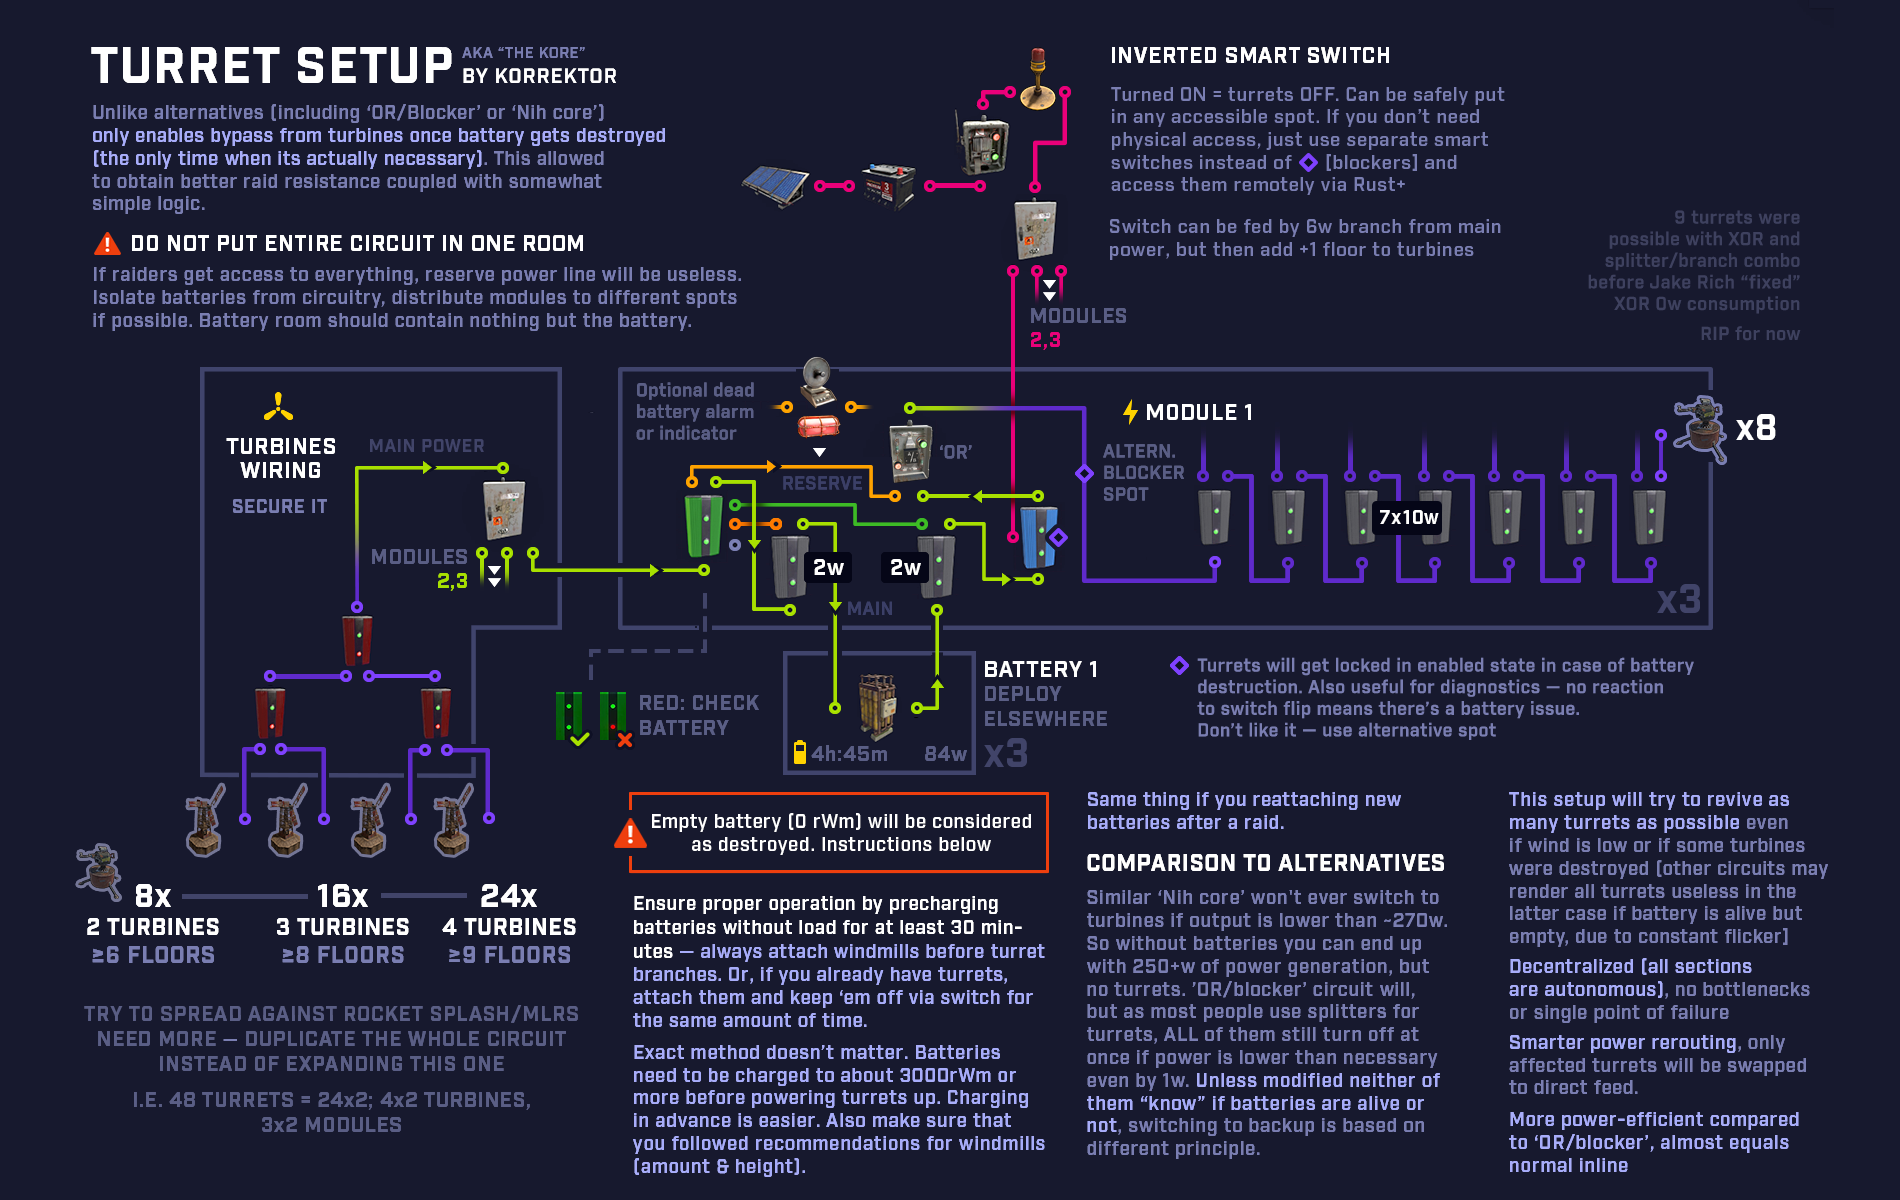 TURRET SETUP
AKA “THE KORE”
BY KORREKTOR
Unlike alternatives (including ‘OR/Blocker’ or ‘Nih core’)
only enables bypass from turbines once battery gets destroyed
(the only time when its actually necessary). This allowed
to obtain better raid resistance coupled with somewhat
simple logic.
DO NOT PUT ENTIRE CIRCUIT IN ONE ROOM
If raiders get access to everything, reserve power line will be useless.
Isolate batteries from circuitry, distribute modules to different spots
if possible. Battery room should contain nothing but the battery.
INVERTED SMART SWITCH
Turned ON = turrets OFF. Can be safely put
in any accessible spot. If you don’t need
physical access, just use separate smart
switches instead of [blockers] and
access them remotely via Rust+
Switch can be fed by 6w branch from main
power, but then add +1 floor to turbines
9 turrets were
possible with XOR and
splitter/branch combo
before Jake Rich “fixed”
XOR 0w consumption
RIP for now
MODULES
2,3
TURBINES
WIRING
SECURE IT
MAIN POWER
MODULES
2,3
Optional dead
battery alarm
or indicator
‘OR’
RESERVE
2w
2w
MAIN
MODULE 1
ALTERN.
BLOCKER
SPOT
7x10w
x8
x3
RED: CHECK
BATTERY
BATTERY 1
DEPLOY
ELSEWHERE
x3
4h:45m
84w
Turrets will get locked in enabled state in case of battery
destruction. Also useful for diagnostics — no reaction
to switch flip means there’s a battery issue.
Don’t like it — use alternative spot
8x
16x
24x
2 TURBINES
3 TURBINES
4 TURBINES
≥6 FLOORS
≥8 FLOORS
≥9 FLOORS
TRY TO SPREAD AGAINST ROCKET SPLASH/MLRS
NEED MORE — DUPLICATE THE WHOLE CIRCUIT
INSTEAD OF EXPANDING THIS ONE
I.E. 48 TURRETS = 24x2; 4x2 TURBINES,
3x2 MODULES
Empty battery (0 rWm) will be considered
as destroyed. Instructions below
Ensure proper operation by precharging
batteries without load for at least 30 min-
utes — always attach windmills before turret
branches. Or, if you already have turrets,
attach them and keep ‘em off via switch for
the same amount of time.
Exact method doesn’t matter. Batteries
need to be charged to about 3000rWm or
more before powering turrets up. Charging
in advance is easier. Also make sure that
you followed recommendations for windmills
(amount & height).
Same thing if you reattaching new
batteries after a raid.
COMPARISON TO ALTERNATIVES
Similar ‘Nih core’ won’t ever switch to
turbines if output is lower than ~270w.
So without batteries you can end up
with 250+w of power generation, but
no turrets. ‘OR/blocker’ circuit will,
but as most people use splitters for
turrets, ALL of them still turn off at
once if power is lower than necessary
even by 1w. Unless modified neither of
them “know” if batteries are alive or
not, switching to backup is based on
different principle.
This setup will try to revive as
many turrets as possible even
if wind is low or if some turbines
were destroyed [other circuits may
render all turrets useless in the
latter case if battery is alive but
empty, due to constant flicker]
Decentralized (all sections
are autonomous), no bottlenecks
or single point of failure
Smarter power rerouting, only
affected turrets will be swapped
to direct feed.
More power-efficient compared
to ‘OR/blocker’, almost equals
normal inline